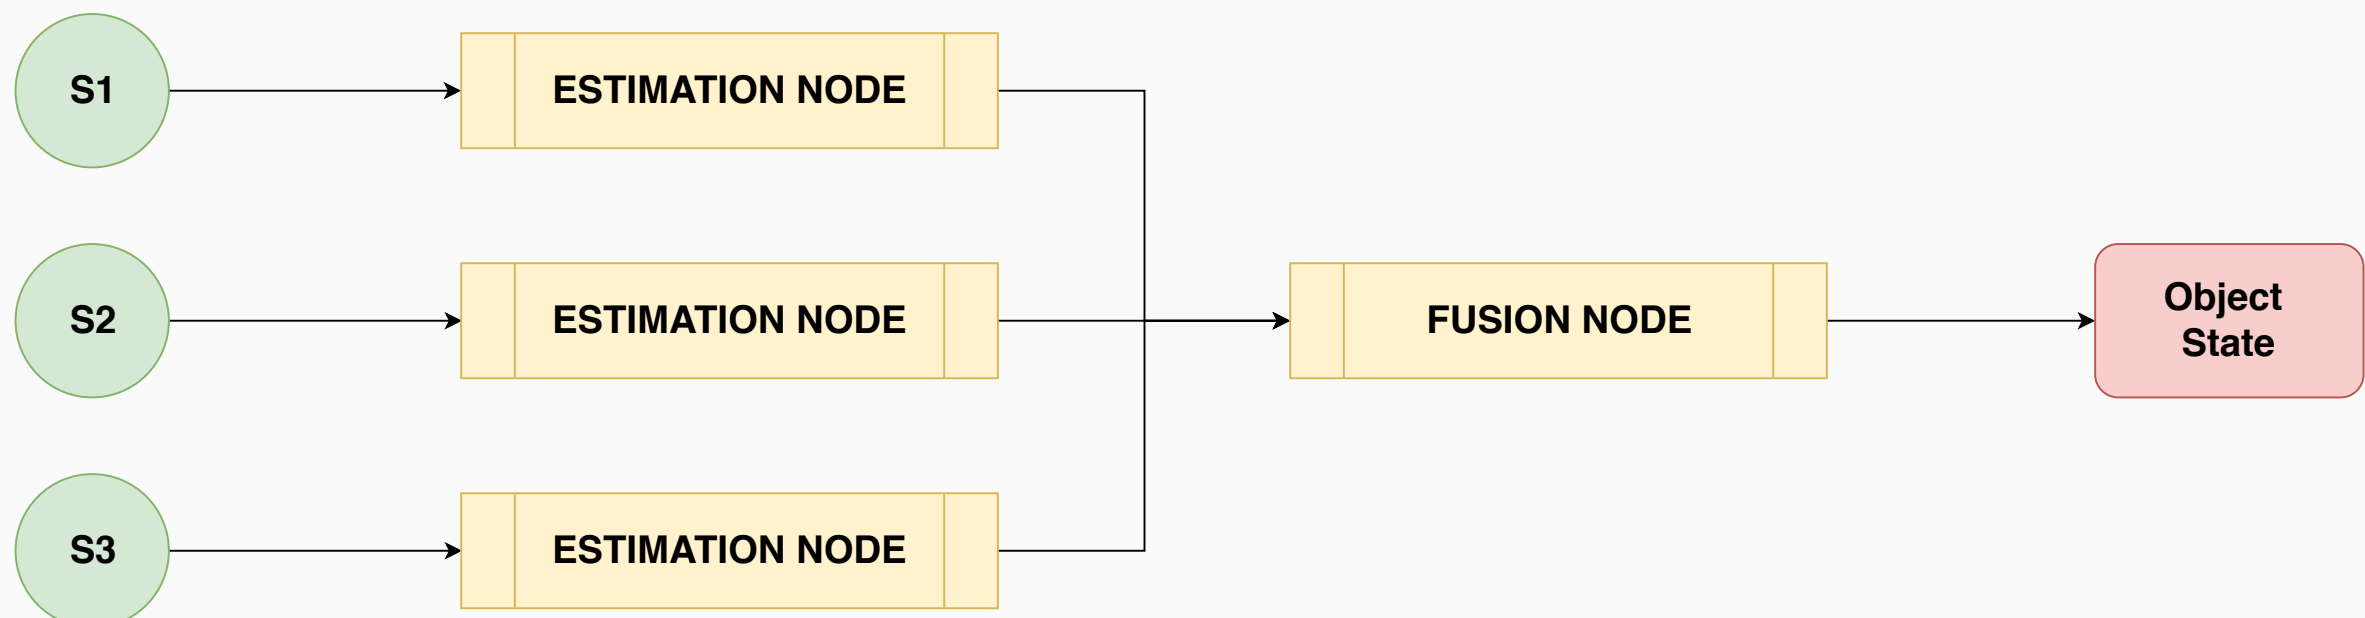 S1
ESTIMATION NODE
S2
ESTIMATION NODE
FUSION NODE
Object
State
S3
ESTIMATION NODE